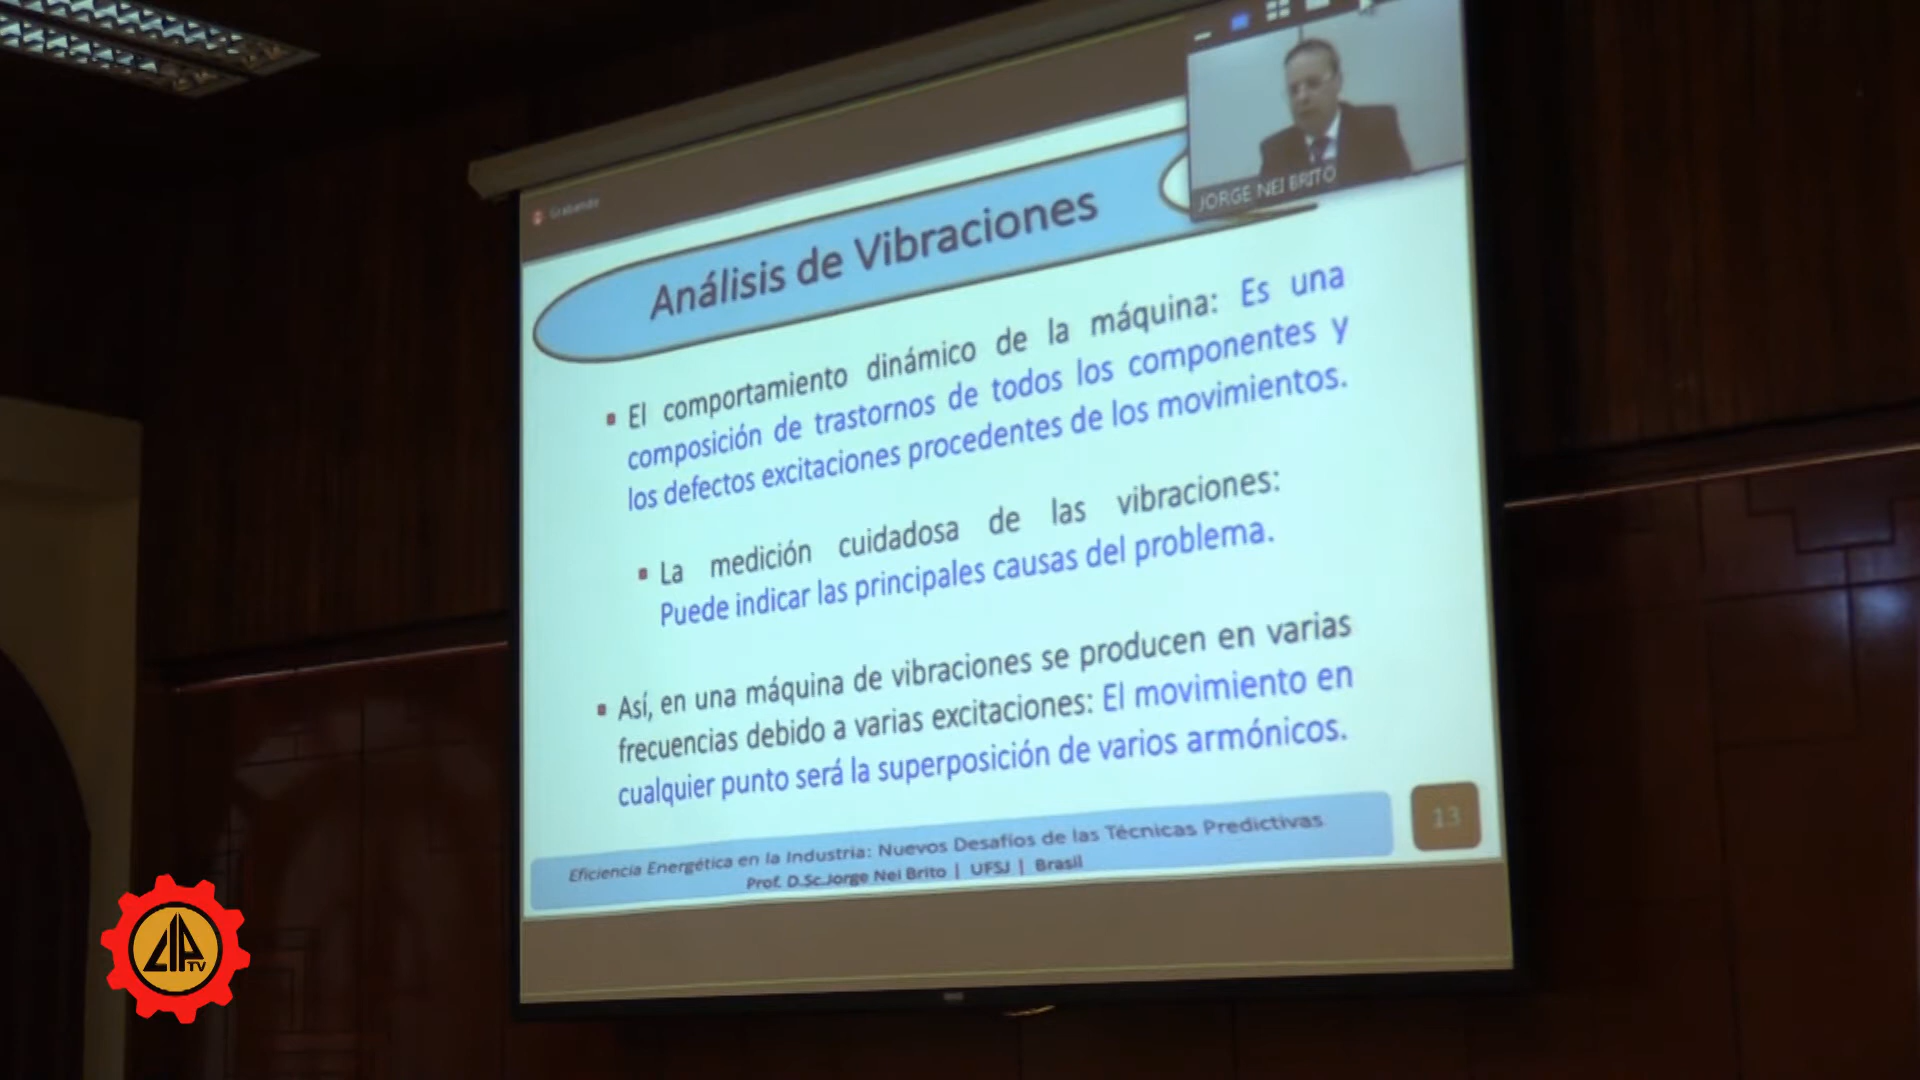 Grabando
JORGE NEI BRITO
Análisis de Vibraciones
▪ El comportamiento dinámico de la máquina: Es una
composición de trastornos de todos los componentes y
los defectos excitaciones procedentes de los movimientos.
▪ La medición cuidadosa de las vibraciones:
Puede indicar las principales causas del problema.
▪ Así, en una máquina de vibraciones se producen en varias
frecuencias debido a varias excitaciones: El movimiento en
cualquier punto será la superposición de varios armónicos.
Eficiencia Energética en la Industria: Nuevos Desafíos de las Técnicas Predictivas
Prof. D.Sc.Jorge Nei Brito | UFSJ | Brasil
13
CIP
TV